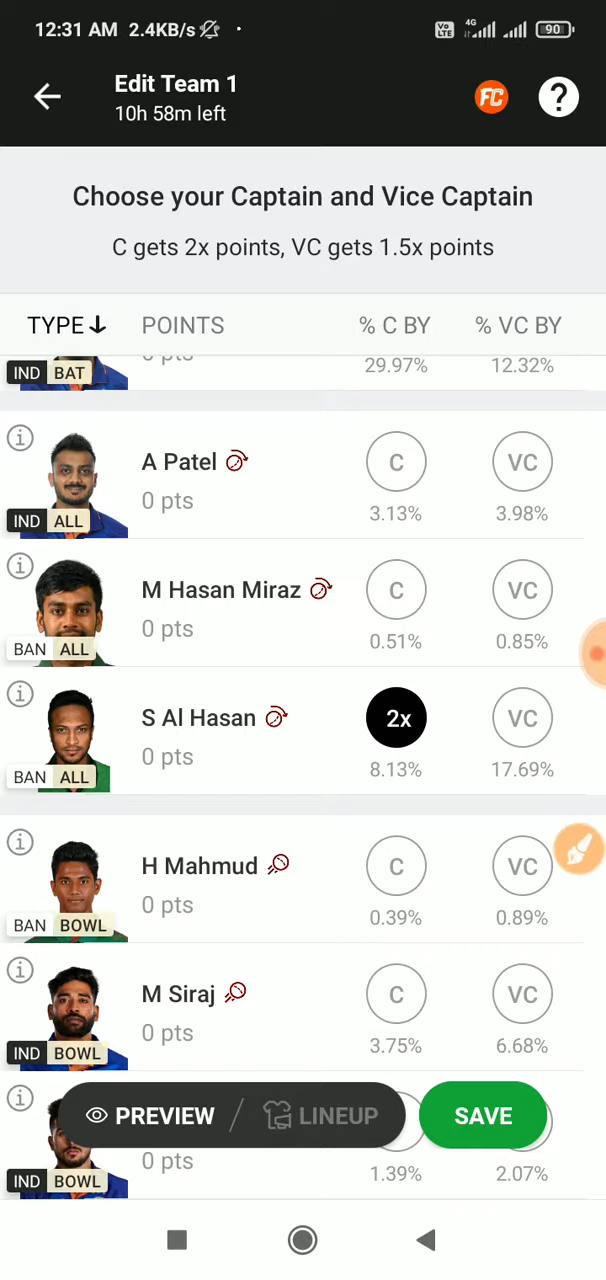 12:31 AM 2.4KB/s Vo LTE 4G 90
Edit Team 1
10h 58m left
FC ?
Choose your Captain and Vice Captain
C gets 2x points, VC gets 1.5x points
TYPE POINTS % C BY % VC BY
IND BAT 29.97% 12.32%
A Patel C VC
0 pts
IND ALL 3.13% 3.98%
M Hasan Miraz C VC
0 pts
BAN ALL 0.51% 0.85%
S Al Hasan 2x VC
0 pts
BAN ALL 8.13% 17.69%
H Mahmud C VC
0 pts
BAN BOWL 0.39% 0.89%
M Siraj C VC
0 pts
IND BOWL 3.75% 6.68%
PREVIEW / LINEUP SAVE
0 pts
IND BOWL 1.39% 2.07%